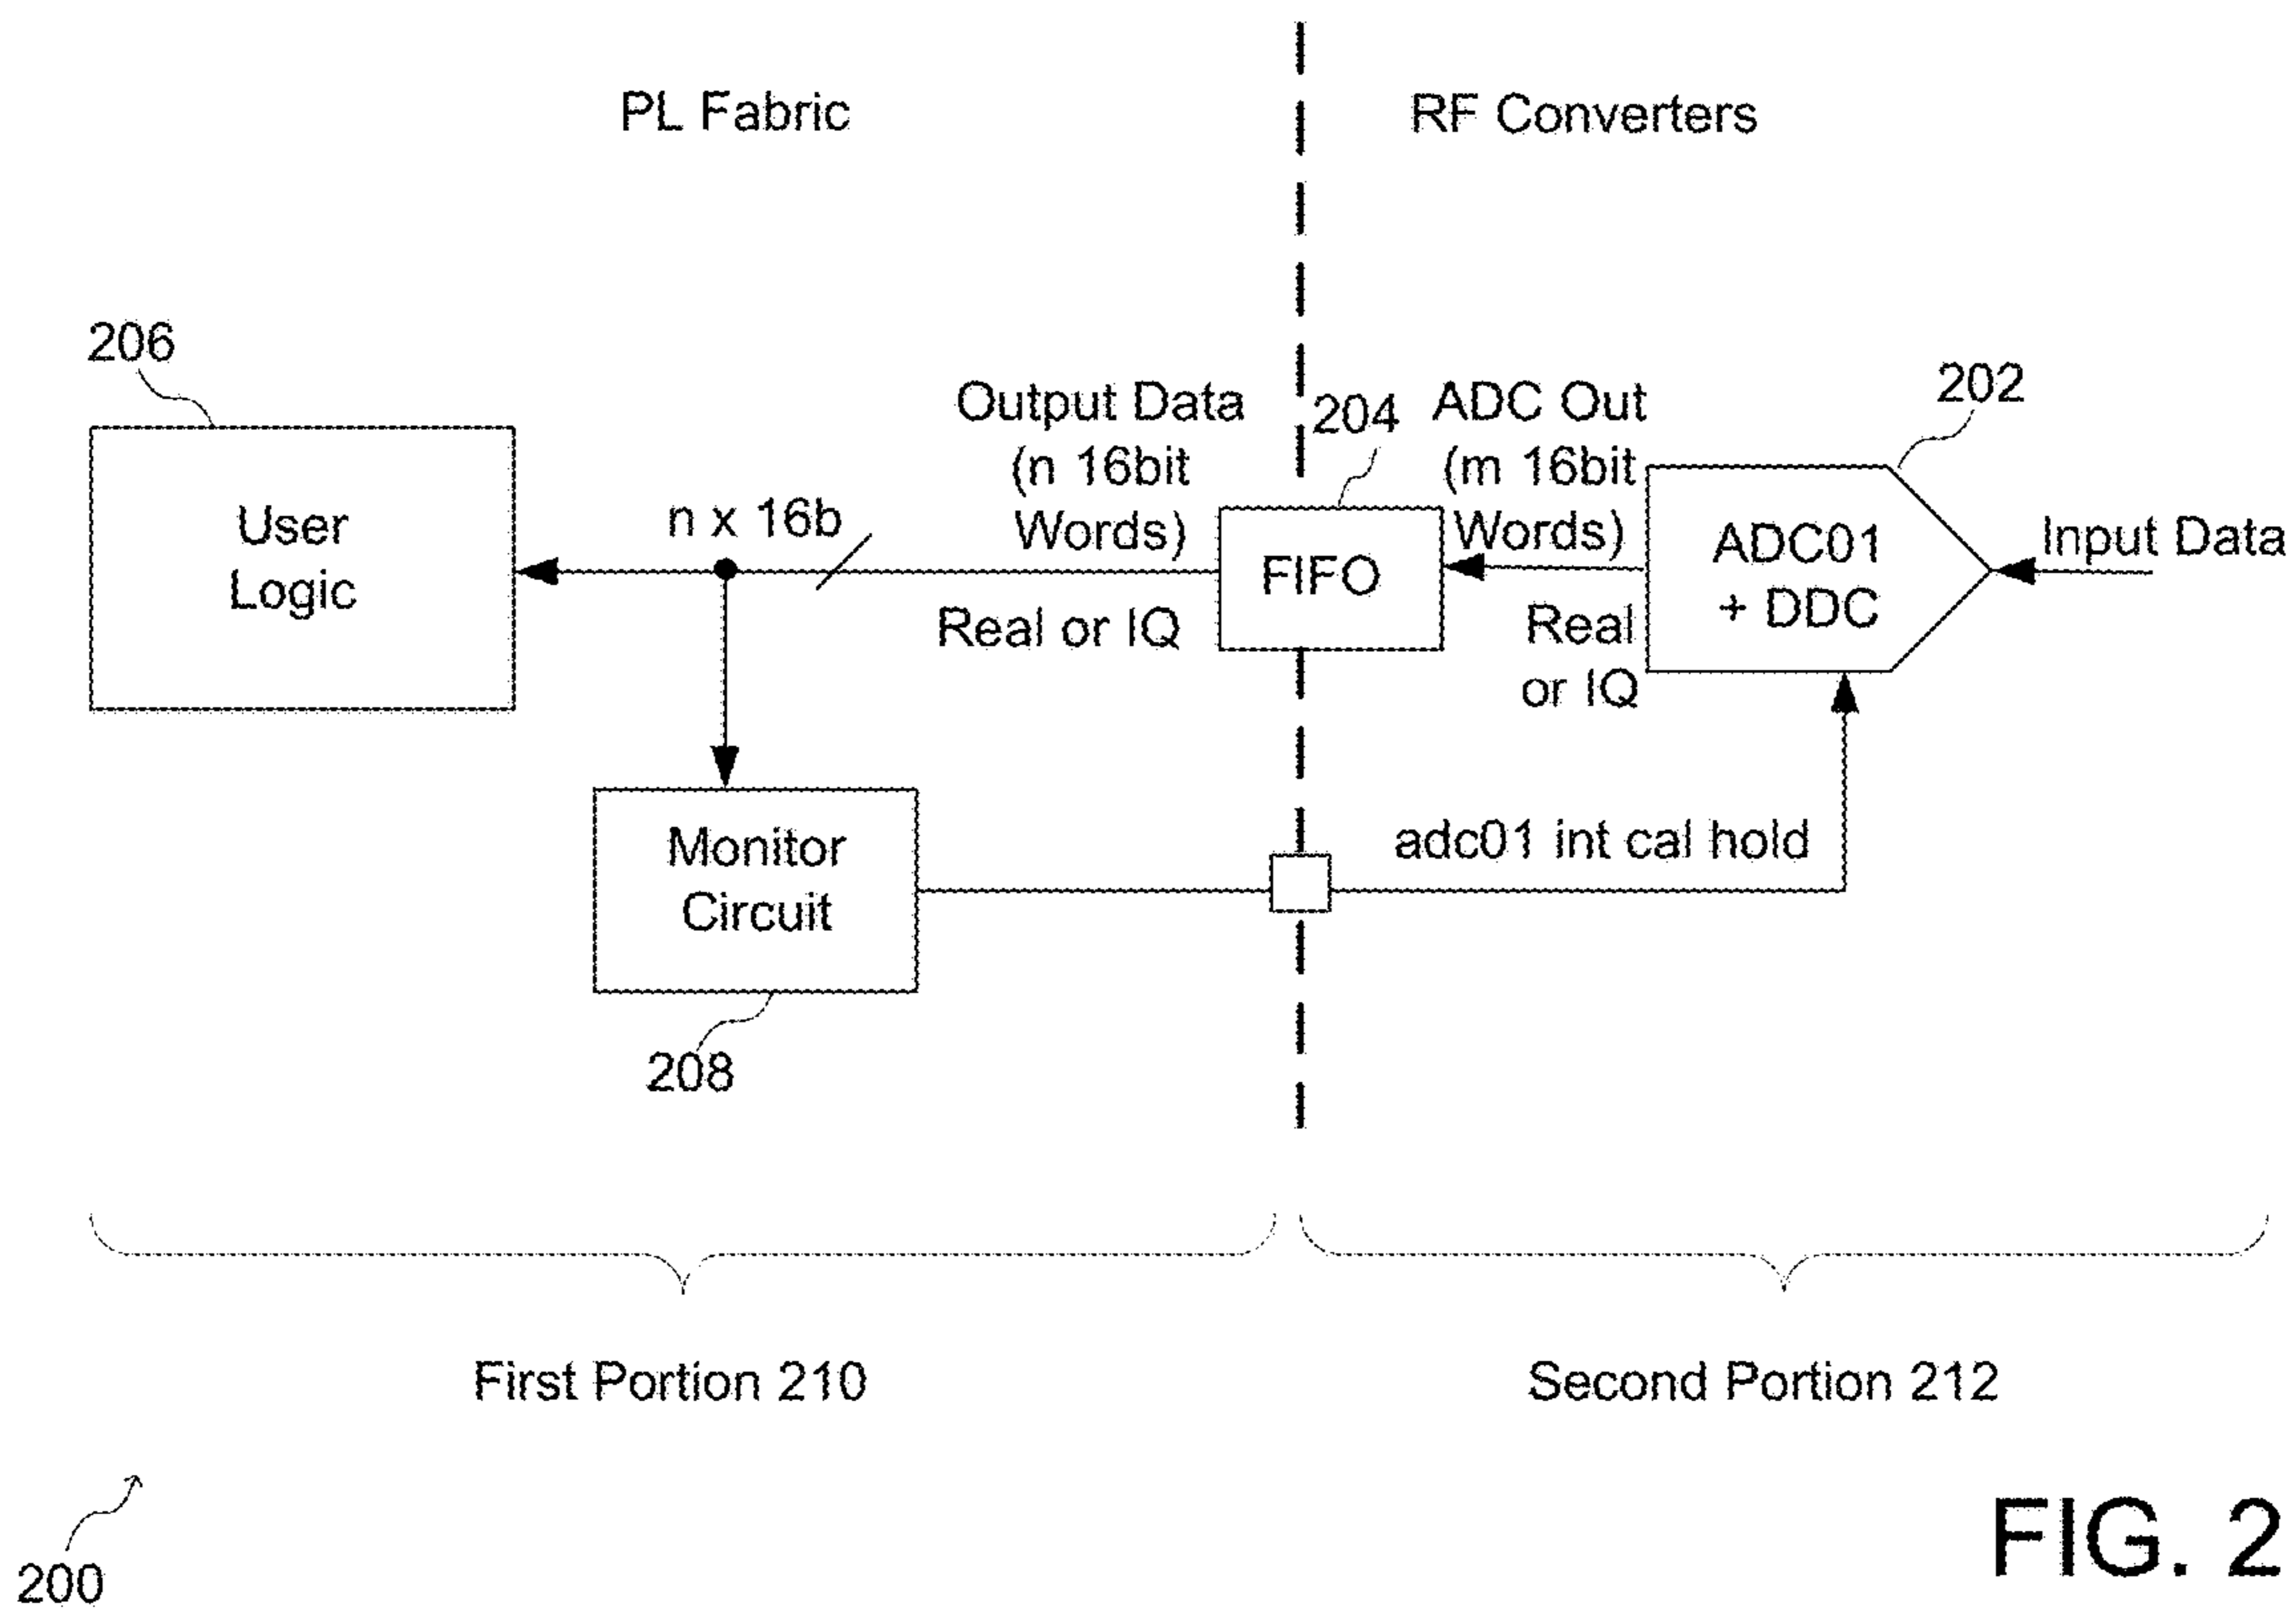 PL Fabric
RF Converters
206
User
Logic
n x 16b
Output Data
(n 16bit
Words)
Real or IQ
204
FIFO
ADC Out
(m 16bit
Words)
Real
or IQ
202
ADC01
+ DDC
Input Data
Monitor
Circuit
208
adc01 int cal hold
First Portion 210
Second Portion 212
200
FIG. 2